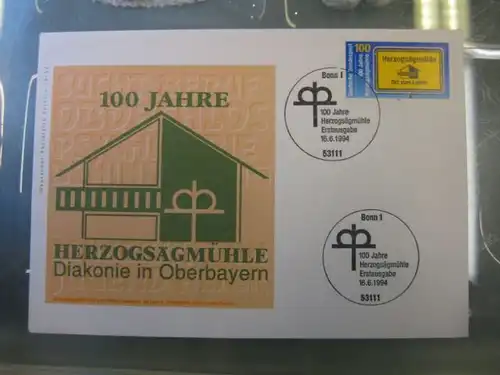 100 JAHRE
HERZOGSÄGMÜHLE
Diakonie in Oberbayern
100
Herzogsägmühle
Bonn 1
100 Jahre
Herzogsägmühle
Erstausgabe
16.6.1994
53111
Bonn 1
100 Jahre
Herzogsägmühle
Erstausgabe
16.6.1994
53111